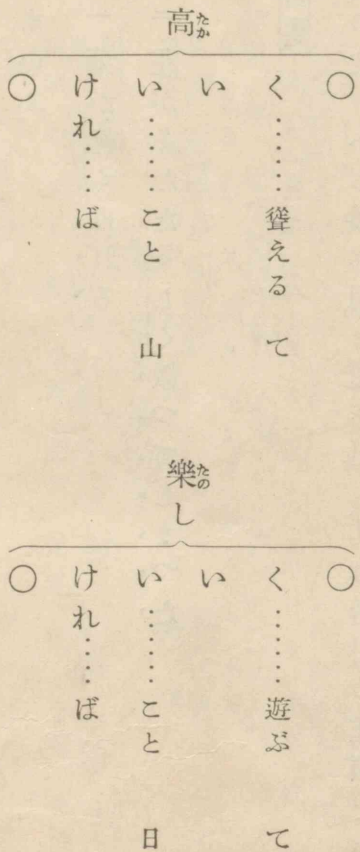 高たか
○
く‥‥‥聳える て
い
い‥‥‥こと 山
けれ‥‥ば
○
樂たのし
○
く‥‥‥遊ぶ て
い
い‥‥‥こと 日
けれ‥‥ば
○